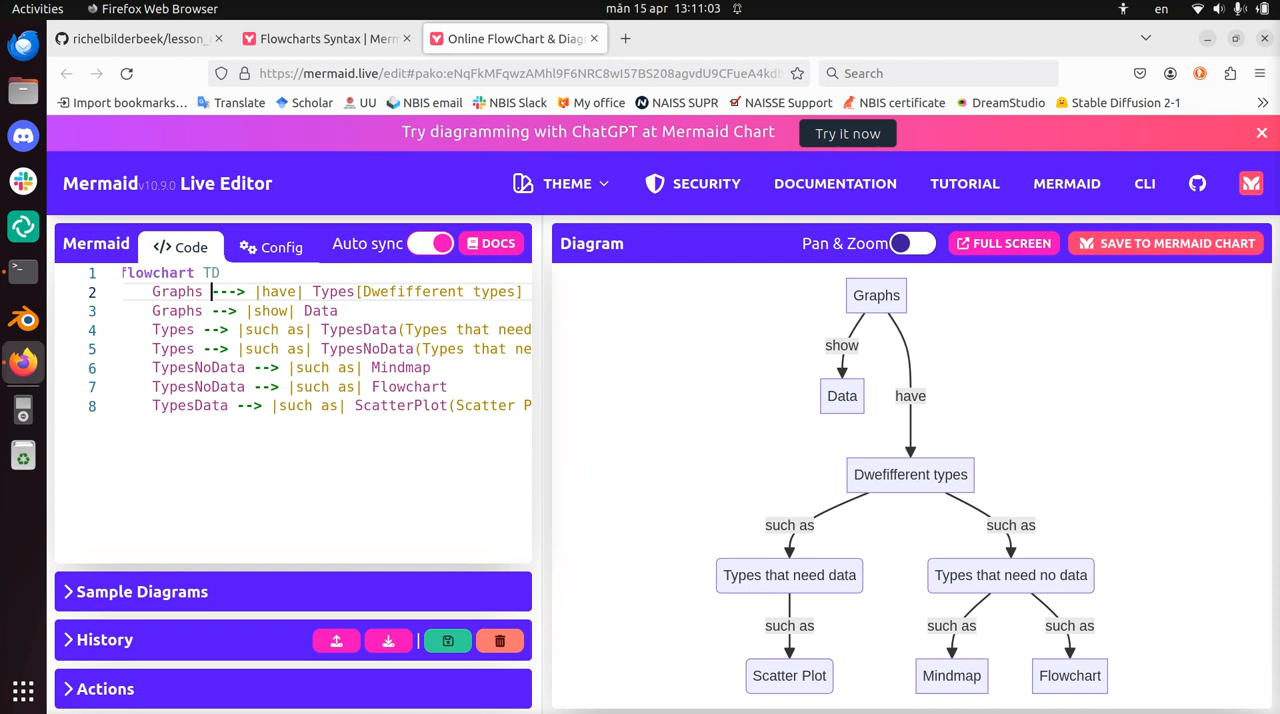 Activities
Firefox Web Browser
mån 15 apr 13:11:03
en
richelbilderbeek/lesson_
Flowcharts Syntax | Merm
Online FlowChart & Diagr
https://mermaid.live/edit#pako:eNqFkMFqwzAMhl9F6NRC8wI57BS208agvdU9CFueA4kdb
Search
Import bookmarks...
Translate
Scholar
UU
NBIS email
NBIS Slack
My office
NAISS SUPR
NAISSE Support
NBIS certificate
DreamStudio
Stable Diffusion 2-1
Try diagramming with ChatGPT at Mermaid Chart
Try it now
Mermaid v10.9.0 Live Editor
THEME
SECURITY
DOCUMENTATION
TUTORIAL
MERMAID
CLI
Mermaid
</> Code
Config
Auto sync
DOCS
1 flowchart TD
2 Graphs ---> |have| Types[Dwefifferent types]
3 Graphs --> |show| Data
4 Types --> |such as| TypesData(Types that need
5 Types --> |such as| TypesNoData(Types that ne
6 TypesNoData --> |such as| Mindmap
7 TypesNoData --> |such as| Flowchart
8 TypesData --> |such as| ScatterPlot(Scatter P
Sample Diagrams
History
Actions
Diagram
Pan & Zoom
FULL SCREEN
SAVE TO MERMAID CHART
Graphs
show
Data
have
Dwefifferent types
such as
such as
Types that need data
Types that need no data
such as
such as
such as
Scatter Plot
Mindmap
Flowchart